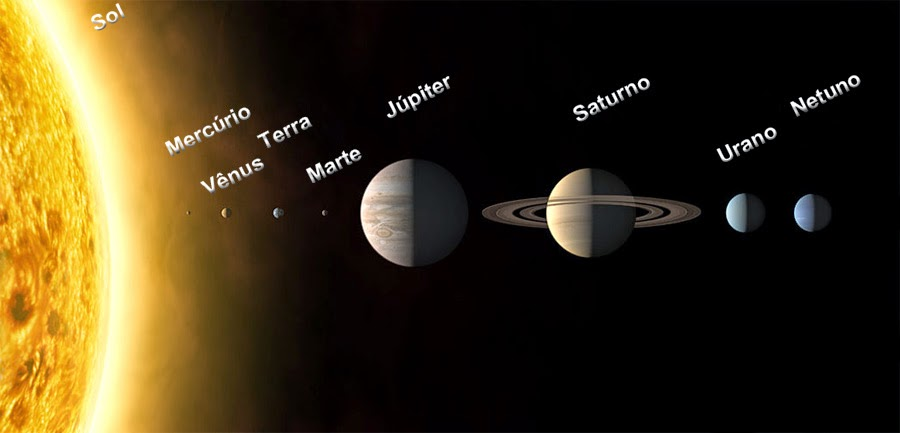 Sol
Mercúrio
Vênus
Terra
Marte
Júpiter
Saturno
Urano
Netuno